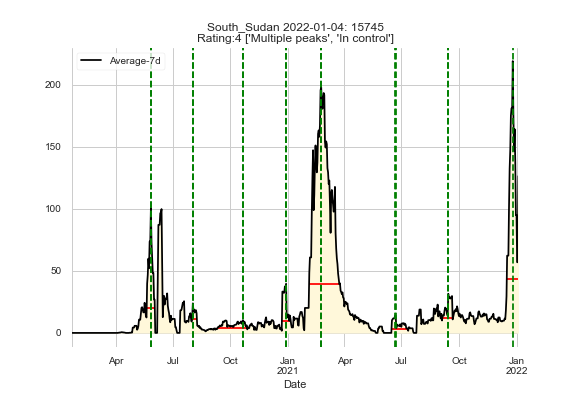 South_Sudan 2022-01-04: 15745
Rating:4 ['Multiple peaks', 'In control']
Average-7d
200
150
100
50
0
Apr Jul Oct Jan Apr Jul Oct Jan
2021 2022
Date